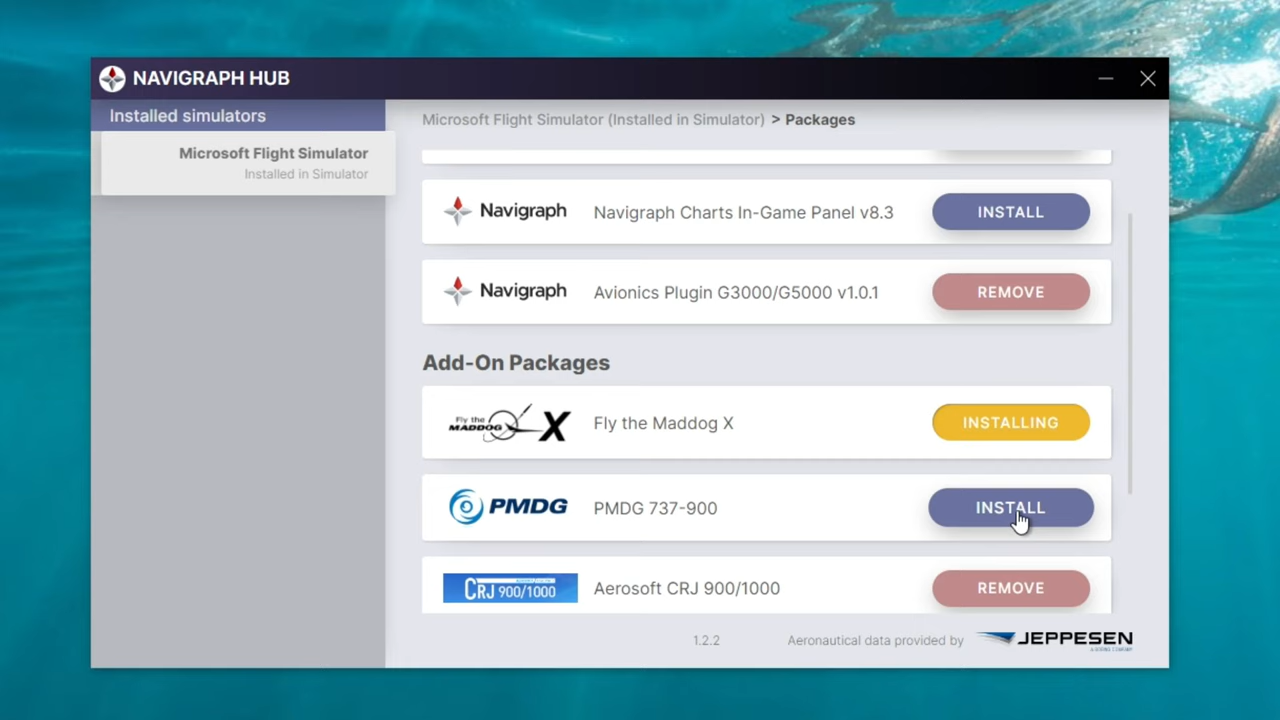 NAVIGRAPH HUB
Installed simulators
Microsoft Flight Simulator
Installed in Simulator
Microsoft Flight Simulator (Installed in Simulator) > Packages
Navigraph Navigraph Charts In-Game Panel v8.3 INSTALL
Navigraph Avionics Plugin G3000/G5000 v1.0.1 REMOVE
Add-On Packages
Fly the MADDOG X Fly the Maddog X INSTALLING
PMDG PMDG 737-900 INSTALL
CRJ 900/1000 Aerosoft CRJ 900/1000 REMOVE
1.2.2 Aeronautical data provided by JEPPESEN
A BOEING COMPANY